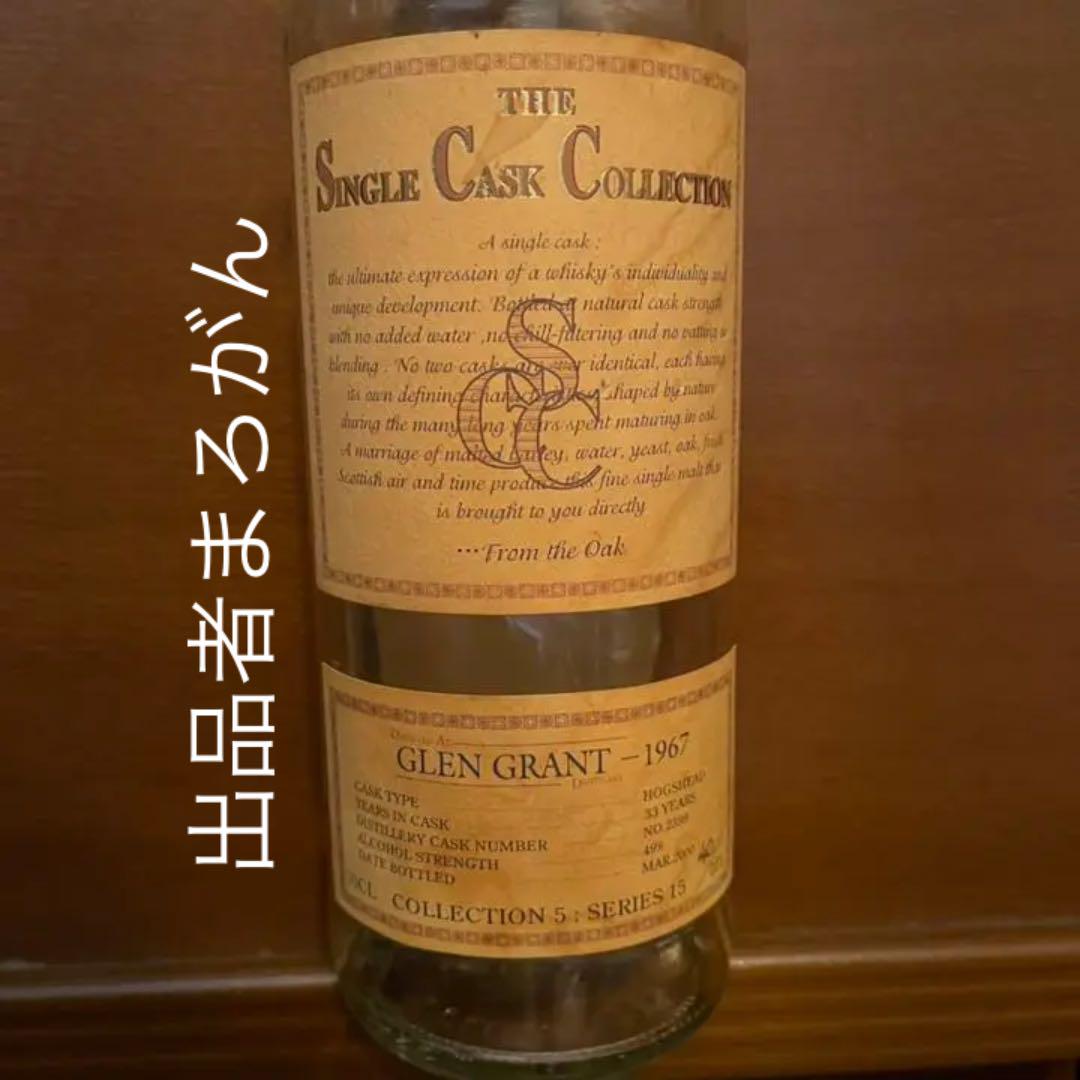 出品者まろがん
THE
SINGLE CASK COLLECTION
A single cask :
the ultimate expression of a whisky's individuality and
unique development. Bottled at natural cask strength
with no added water ,no chill-filtering and no vatting or
blending . No two casks are ever identical, each having
its own defining shaped by nature
during the many long years spent maturing in oak.
A marriage of malted barley, water, yeast, oak, fresh
Scottish air and time produce this fine single malt that
is brought to you directly
...From the Oak
SCC
GLEN GRANT – 1967
DISTILLERY
CASK TYPE HOGSHEAD
YEARS IN CASK 33 YEARS
DISTILLERY CASK NUMBER
ALCOHOL STRENGTH 49%
DATE BOTTLED MAR.2000
COLLECTION 5 : SERIES 15